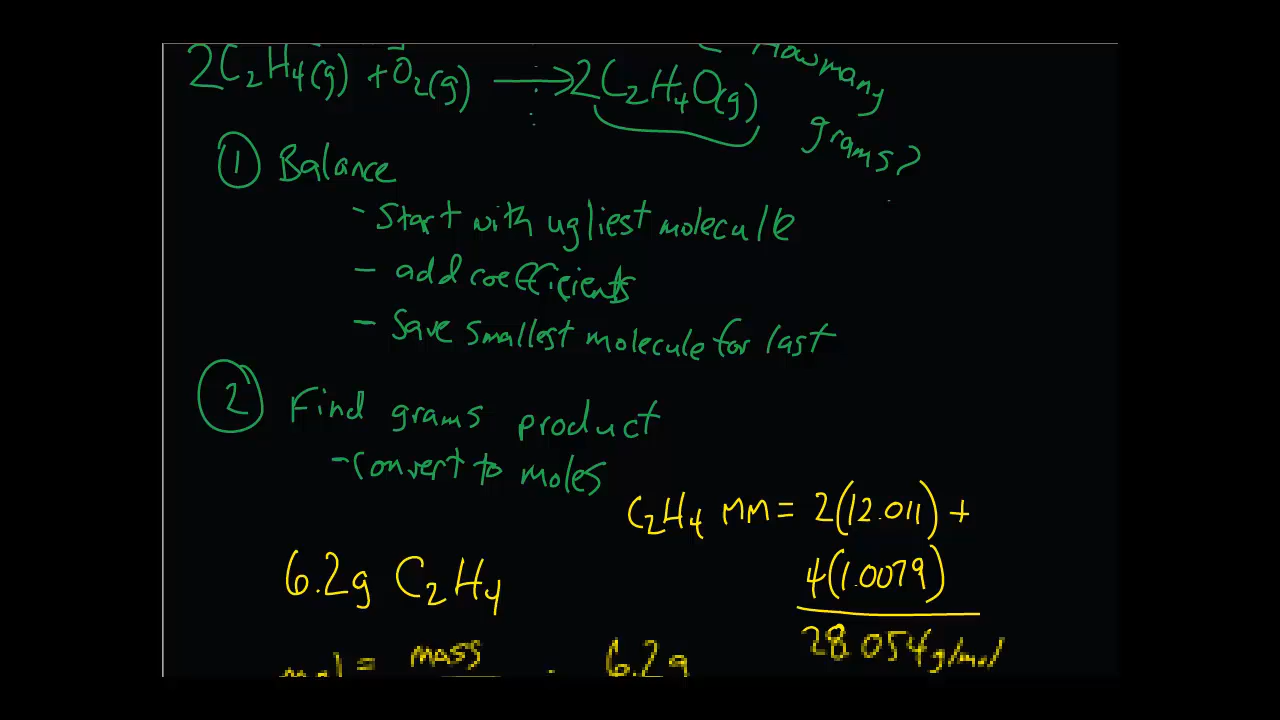 2C₂H₄(g) + O₂(g) ⟶ 2C₂H₄O(g)
How many
grams?
① Balance
- Start with ugliest molecule
- add coefficients
- Save smallest molecule for last
② Find grams product
- convert to moles
C₂H₄ MM = 2(12.011) +
4(1.0079)
28.054 g/mol
6.2g C₂H₄
mol = mass
6.2g